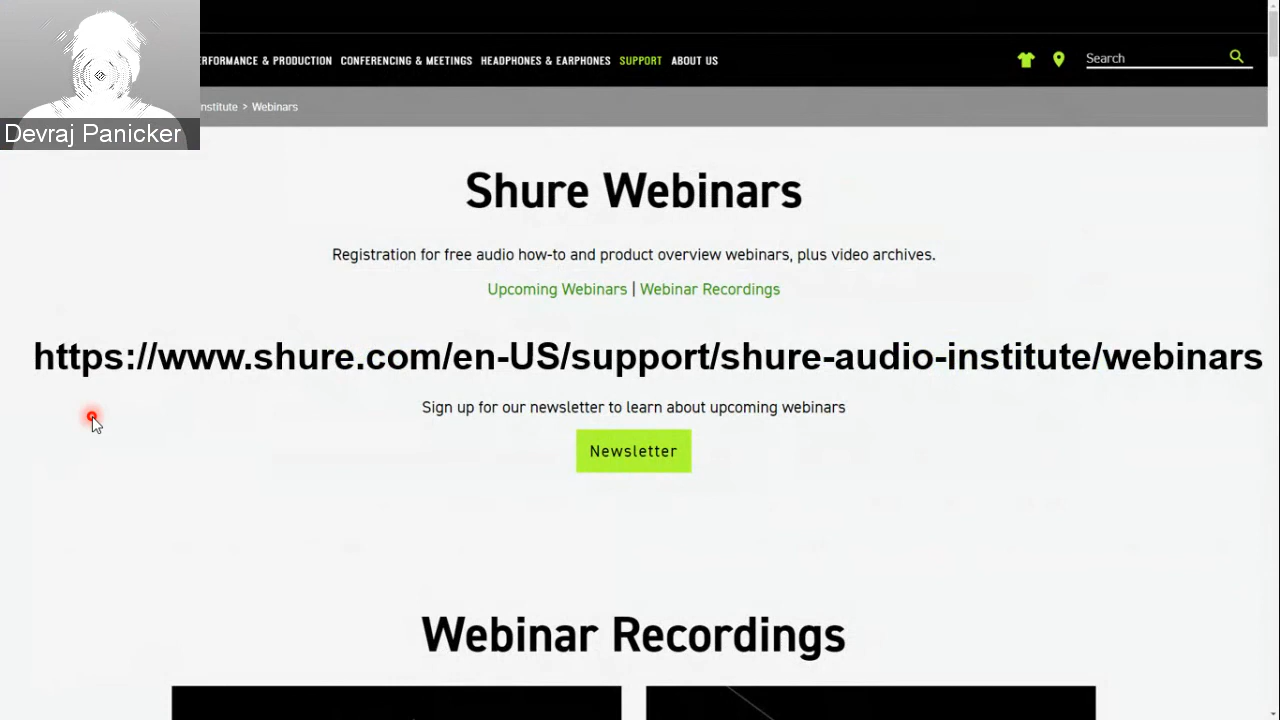 ERFORMANCE & PRODUCTION CONFERENCING & MEETINGS HEADPHONES & EARPHONES SUPPORT ABOUT US Search
nstitute > Webinars
Devraj Panicker
Shure Webinars
Registration for free audio how-to and product overview webinars, plus video archives.
Upcoming Webinars | Webinar Recordings
https://www.shure.com/en-US/support/shure-audio-institute/webinars
Sign up for our newsletter to learn about upcoming webinars
Newsletter
Webinar Recordings